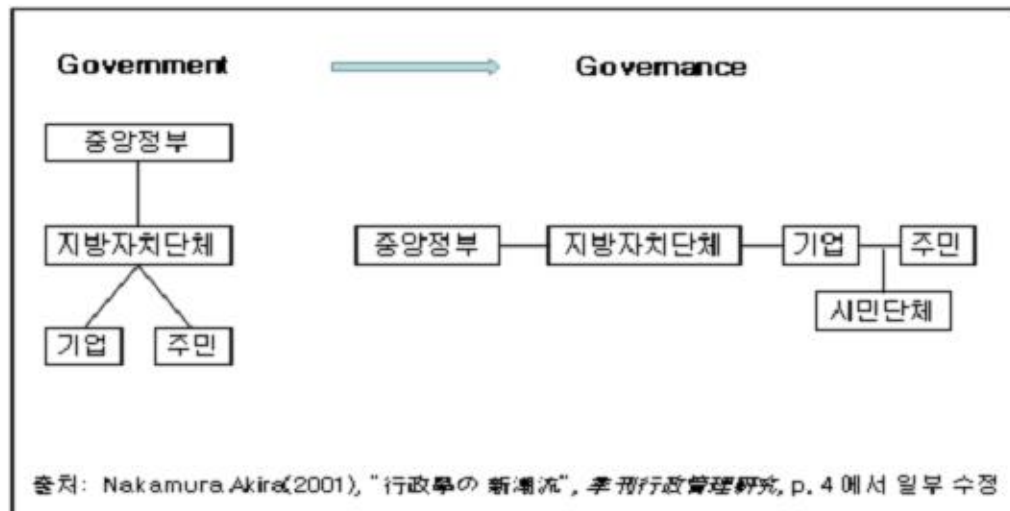 Government Governance
중앙정부
지방자치단체
기업 주민
중앙정부 지방자치단체 기업 주민
시민단체
출처: Nakamura Akira(2001), "行政學の 新潮流", 季刊行政管理研究, p. 4 에서 일부 수정